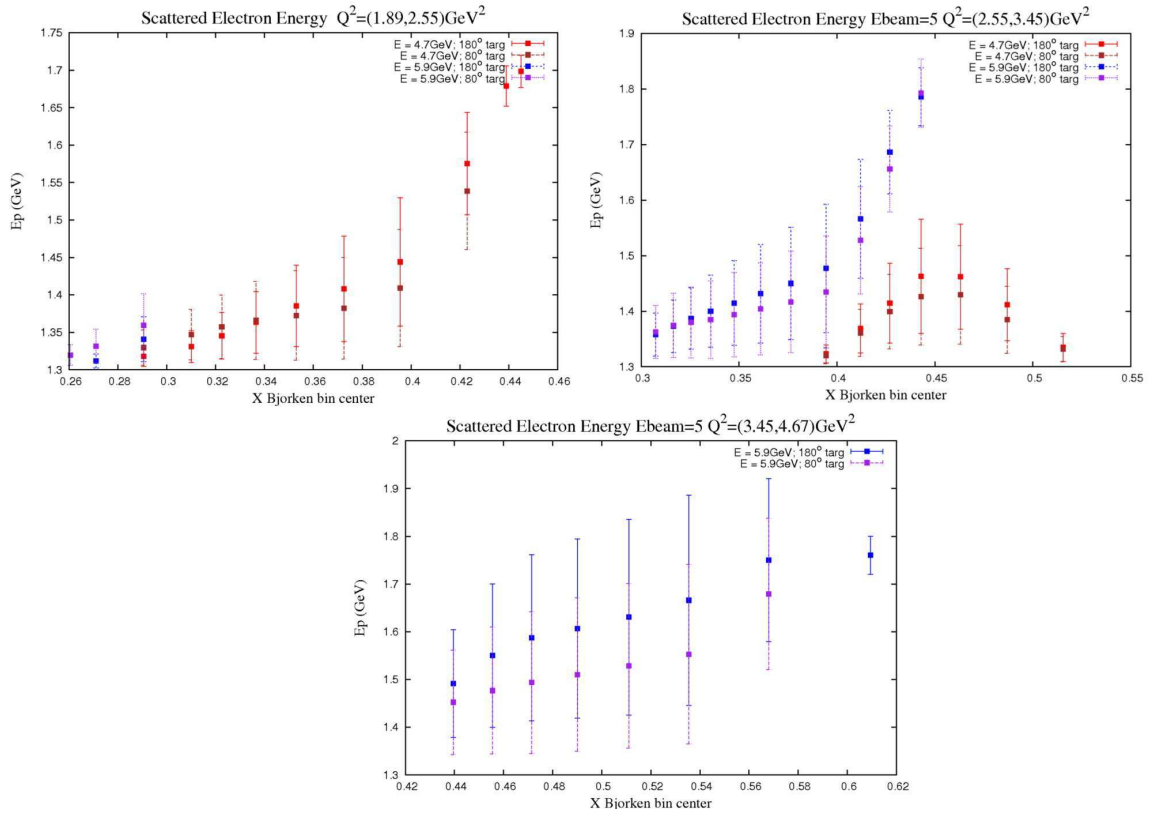 Scattered Electron Energy Q²=(1.89,2.55)GeV²
E = 4.7GeV; 180° targ
E = 4.7GeV; 80° targ
E = 5.9GeV; 180° targ
E = 5.9GeV; 80° targ
Ep (GeV)
1.75
1.7
1.65
1.6
1.55
1.5
1.45
1.4
1.35
1.3
0.26 0.28 0.3 0.32 0.34 0.36 0.38 0.4 0.42 0.44 0.46
X Bjorken bin center
Scattered Electron Energy Ebeam=5 Q²=(2.55,3.45)GeV²
E = 4.7GeV; 180° targ
E = 4.7GeV; 80° targ
E = 5.9GeV; 180° targ
E = 5.9GeV; 80° targ
Ep (GeV)
1.9
1.8
1.7
1.6
1.5
1.4
1.3
0.3 0.35 0.4 0.45 0.5 0.55
X Bjorken bin center
Scattered Electron Energy Ebeam=5 Q²=(3.45,4.67)GeV²
E = 5.9GeV; 180° targ
E = 5.9GeV; 80° targ
Ep (GeV)
2
1.9
1.8
1.7
1.6
1.5
1.4
1.3
0.42 0.44 0.46 0.48 0.5 0.52 0.54 0.56 0.58 0.6 0.62
X Bjorken bin center